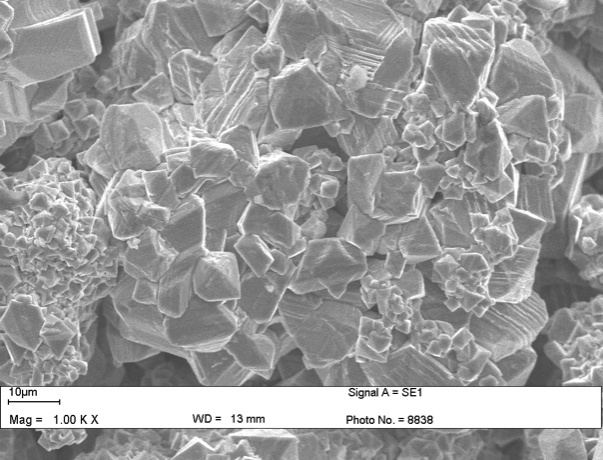 10µm
Signal A = SE1
Mag = 1.00 K X
WD = 13 mm
Photo No. = 8838